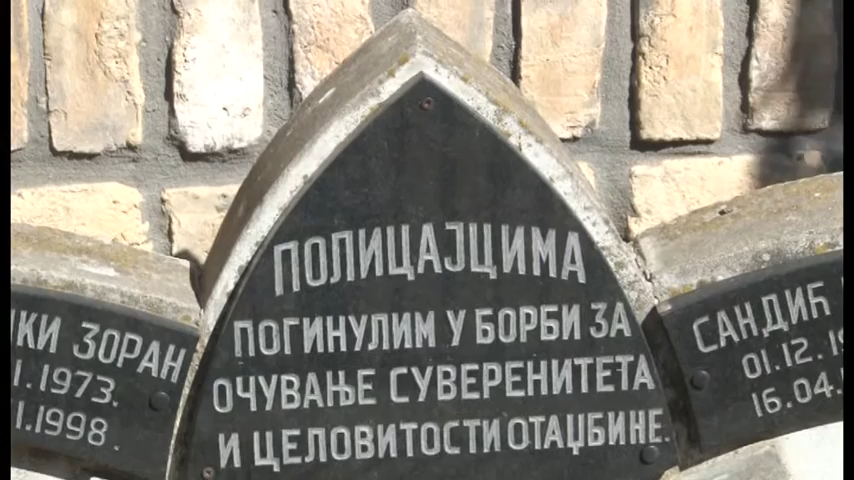 ПОЛИЦАЈЦИМА
ПОГИНУЛИМ У БОРБИ ЗА
ОЧУВАЊЕ СУВЕРЕНИТЕТА
И ЦЕЛОВИТОСТИ ОТАЏБИНЕ.
ЗОРАН
1973.
1998.
САНДИЋ
01.12.
16.04.